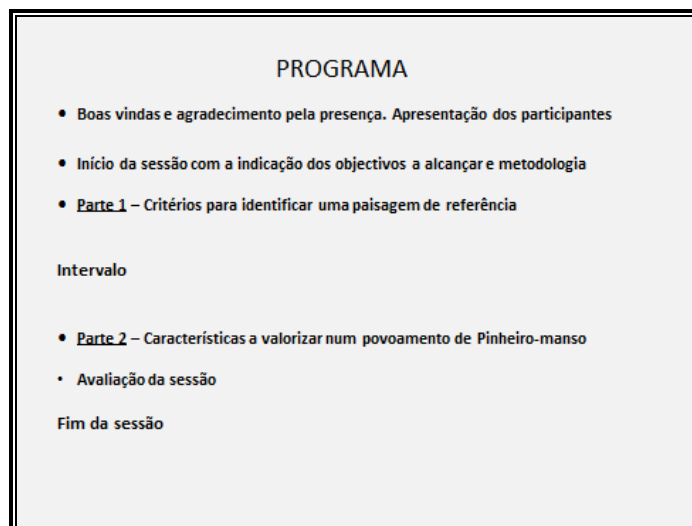 PROGRAMA
• Boas vindas e agradecimento pela presença. Apresentação dos participantes
• Início da sessão com a indicação dos objectivos a alcançar e metodologia
• Parte 1 – Critérios para identificar uma paisagem de referência
Intervalo
• Parte 2 – Características a valorizar num povoamento de Pinheiro-manso
• Avaliação da sessão
Fim da sessão